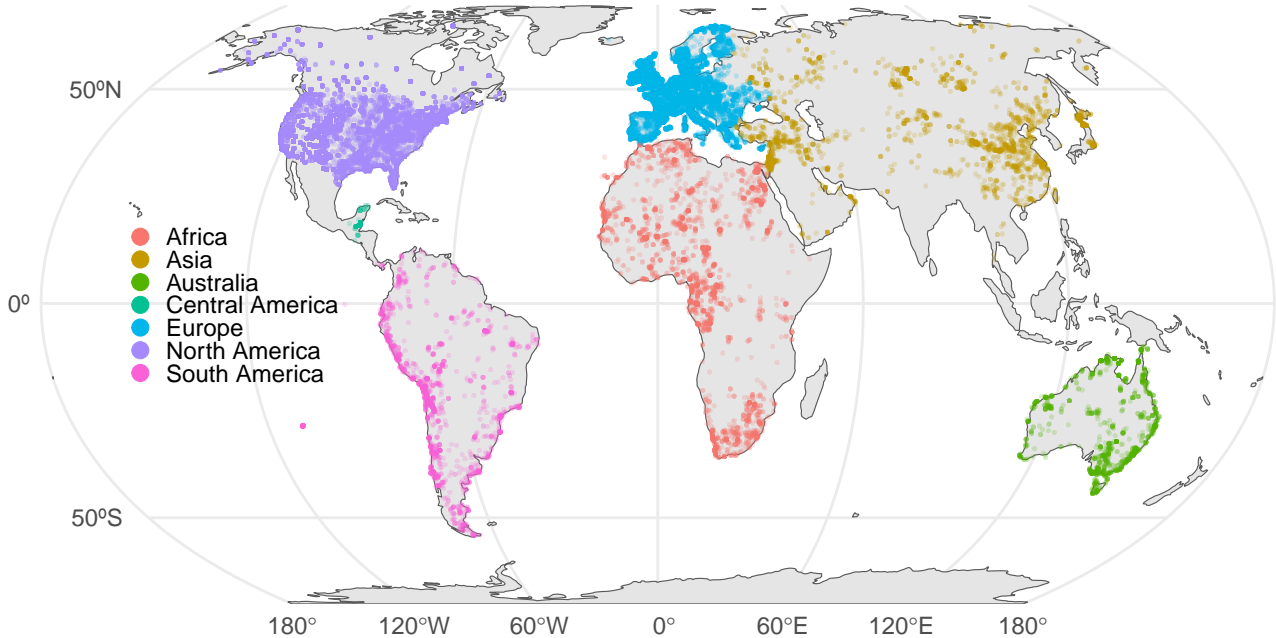 50ºN
Africa
Asia
Australia
Central America
0º
Europe
North America
South America
50ºS
180°
120°W
60°W
0°
60°E
120°E
180°